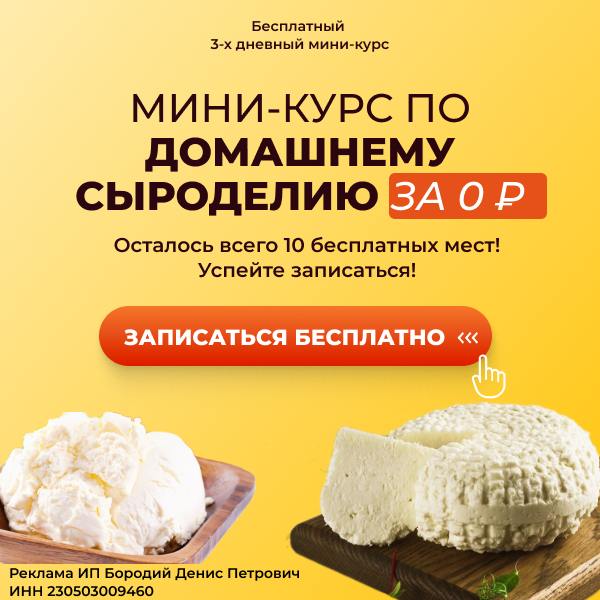 Бесплатный
3-х дневный мини-курс
МИНИ-КУРС ПО
ДОМАШНЕМУ
СЫРОДЕЛИЮ ЗА 0 ₽
Осталось всего 10 бесплатных мест!
Успейте записаться!
ЗАПИСАТЬСЯ БЕСПЛАТНО ‹‹‹
Реклама ИП Бородий Денис Петрович
ИНН 230503009460